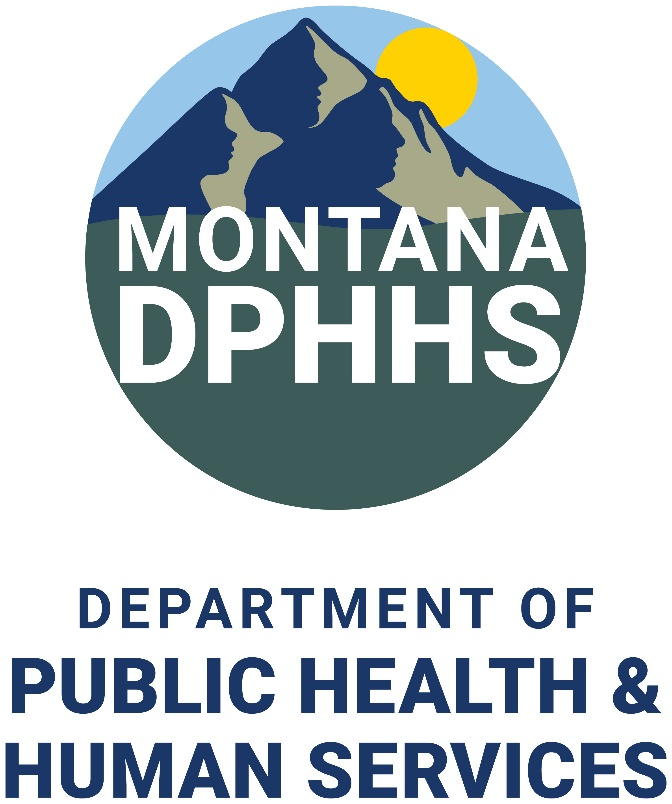 MONTANA
DPHHS
DEPARTMENT OF
PUBLIC HEALTH &
HUMAN SERVICES